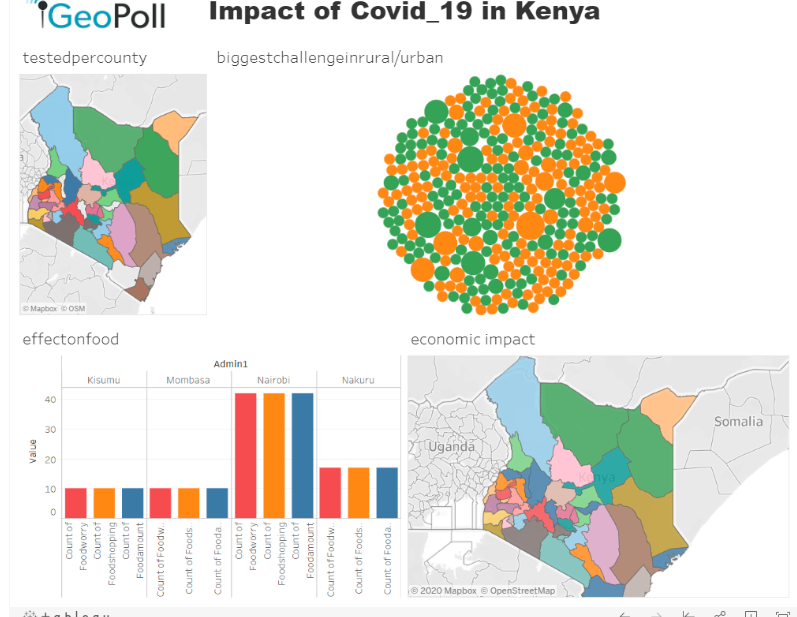 iGeoPoll
Impact of Covid_19 in Kenya
testedpercounty
biggestchallengeinrural/urban
© Mapbox © OSM
effectonfood
Admin1
Kisumu
Mombasa
Nairobi
Nakuru
Value
40
30
20
10
0
Count of Foodworry
Count of Foodshopping
Count of Foodamount
Count of Foodw.
Count of Foods.
Count of Fooda.
Count of Foodworry
Count of Foodshopping
Count of Foodamount
Count of Foodw.
Count of Foods.
Count of Fooda.
economic impact
Uganda
Kenya
Somalia
© 2020 Mapbox © OpenStreetMap